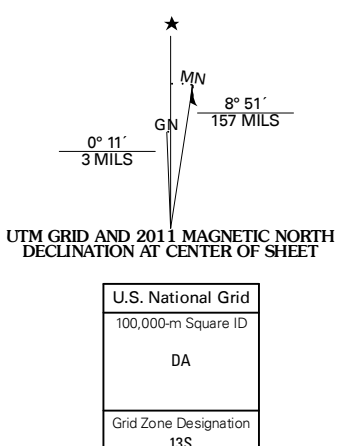 MN
8° 51´
157 MILS
GN
0° 11´
3 MILS
UTM GRID AND 2011 MAGNETIC NORTH
DECLINATION AT CENTER OF SHEET
U.S. National Grid
100,000-m Square ID
DA
Grid Zone Designation
13S